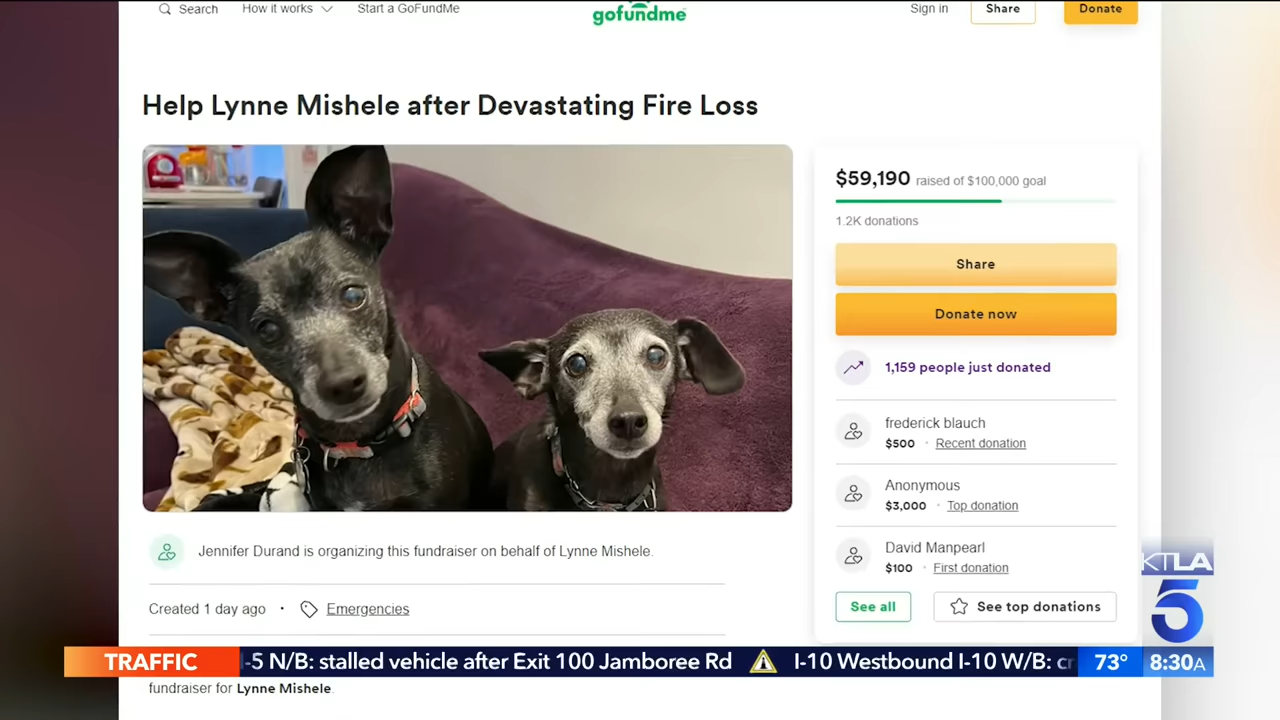 Search How it works Start a GoFundMe gofundme Sign in Share Donate
Help Lynne Mishele after Devastating Fire Loss
$59,190 raised of $100,000 goal
1.2K donations
Share
Donate now
1,159 people just donated
frederick blauch
$500 · Recent donation
Anonymous
$3,000 · Top donation
David Manpearl
$100 · First donation
See all See top donations
Jennifer Durand is organizing this fundraiser on behalf of Lynne Mishele.
Created 1 day ago · Emergencies
KTLA
5
TRAFFIC -5 N/B: stalled vehicle after Exit 100 Jamboree Rd I-10 Westbound I-10 W/B: 73° 8:30A
fundraiser for Lynne Mishele.